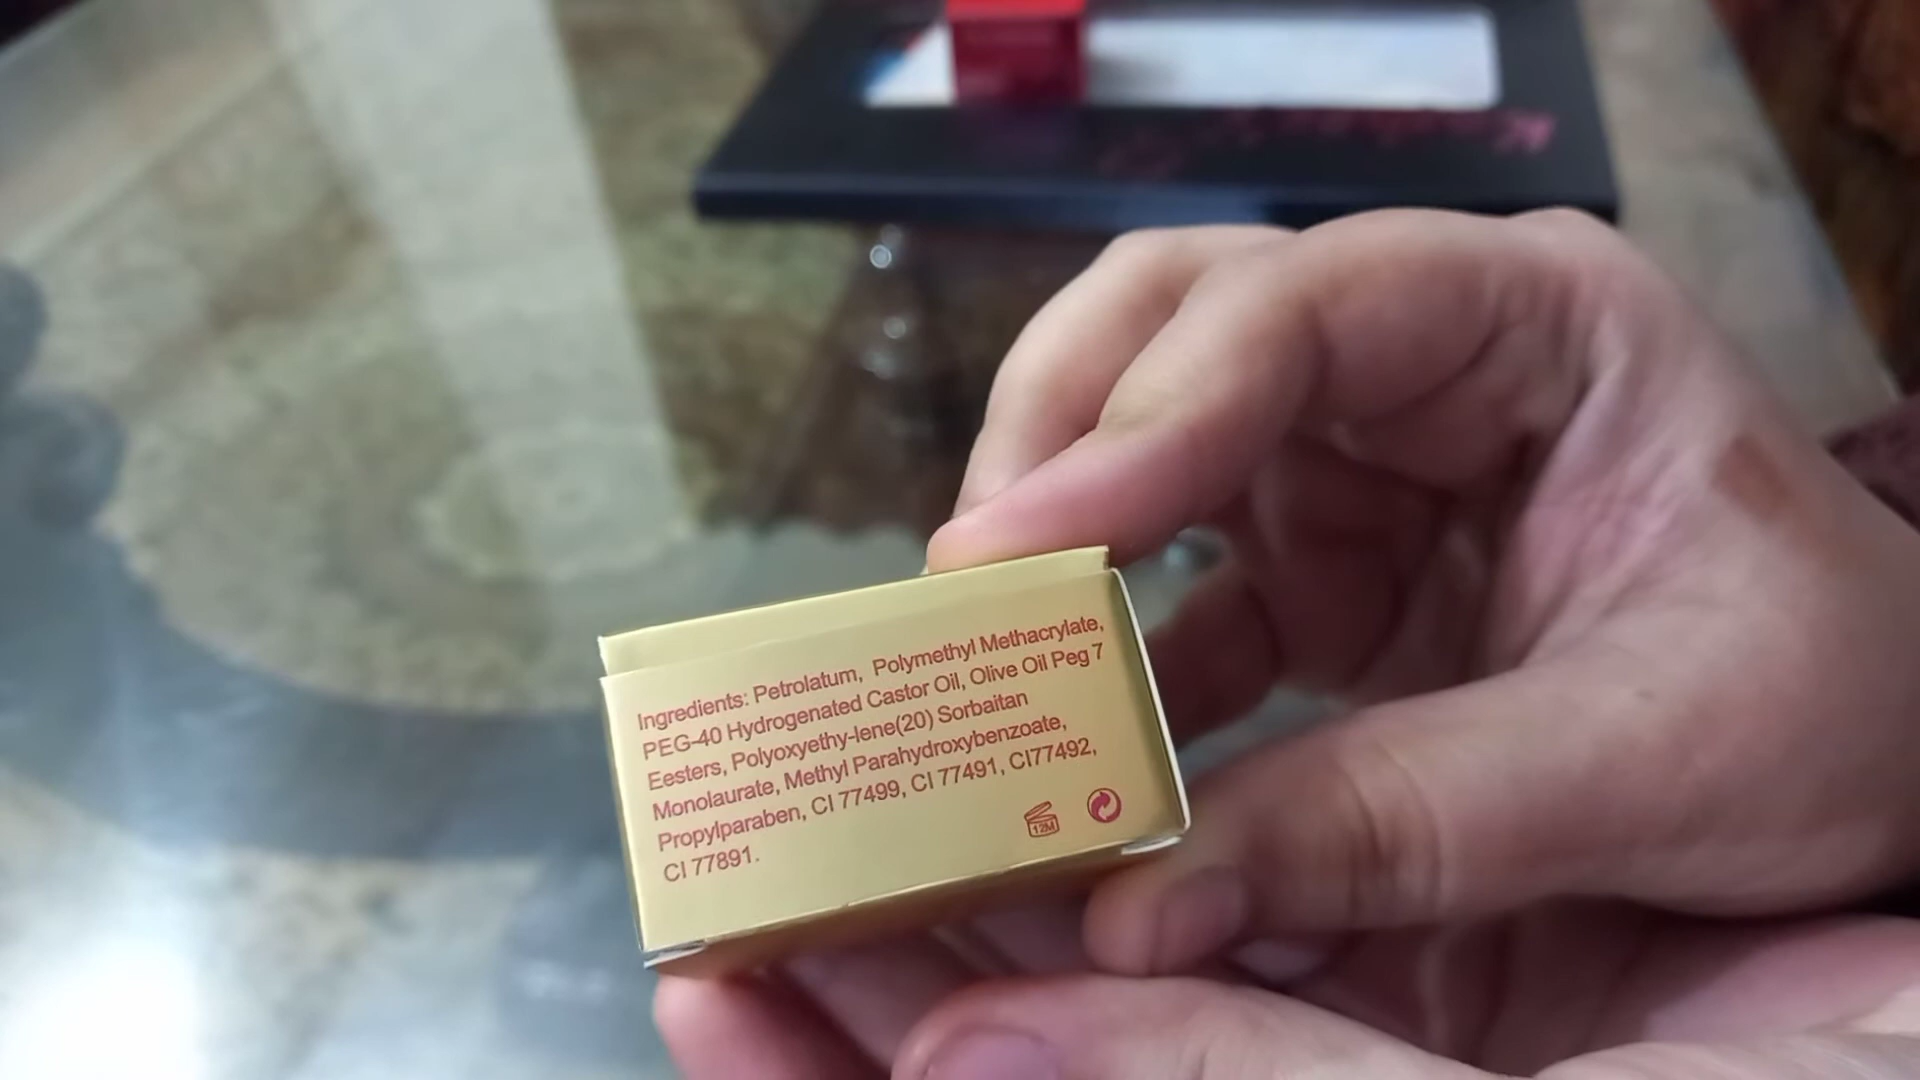 Ingredients: Petrolatum, Polymethyl Methacrylate,
PEG-40 Hydrogenated Castor Oil, Olive Oil Peg 7
Eesters, Polyoxyethy-lene(20) Sorbaitan
Monolaurate, Methyl Parahydroxybenzoate,
Propylparaben, CI 77499, CI 77491, CI77492,
CI 77891.
12M